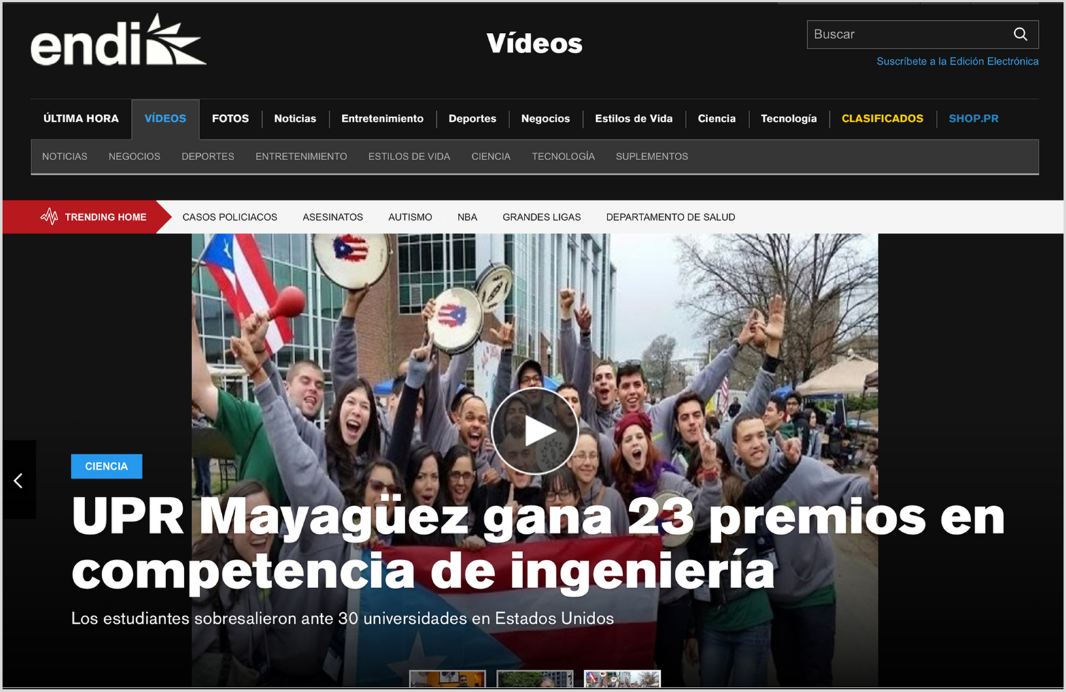 endi
Vídeos
Buscar
Suscríbete a la Edición Electrónica
ÚLTIMA HORA VÍDEOS FOTOS Noticias Entretenimiento Deportes Negocios Estilos de Vida Ciencia Tecnología CLASIFICADOS SHOP.PR
NOTICIAS NEGOCIOS DEPORTES ENTRETENIMIENTO ESTILOS DE VIDA CIENCIA TECNOLOGÍA SUPLEMENTOS
TRENDING HOME CASOS POLICIACOS ASESINATOS AUTISMO NBA GRANDES LIGAS DEPARTAMENTO DE SALUD
CIENCIA
UPR Mayagüez gana 23 premios en
competencia de ingeniería
Los estudiantes sobresalieron ante 30 universidades en Estados Unidos